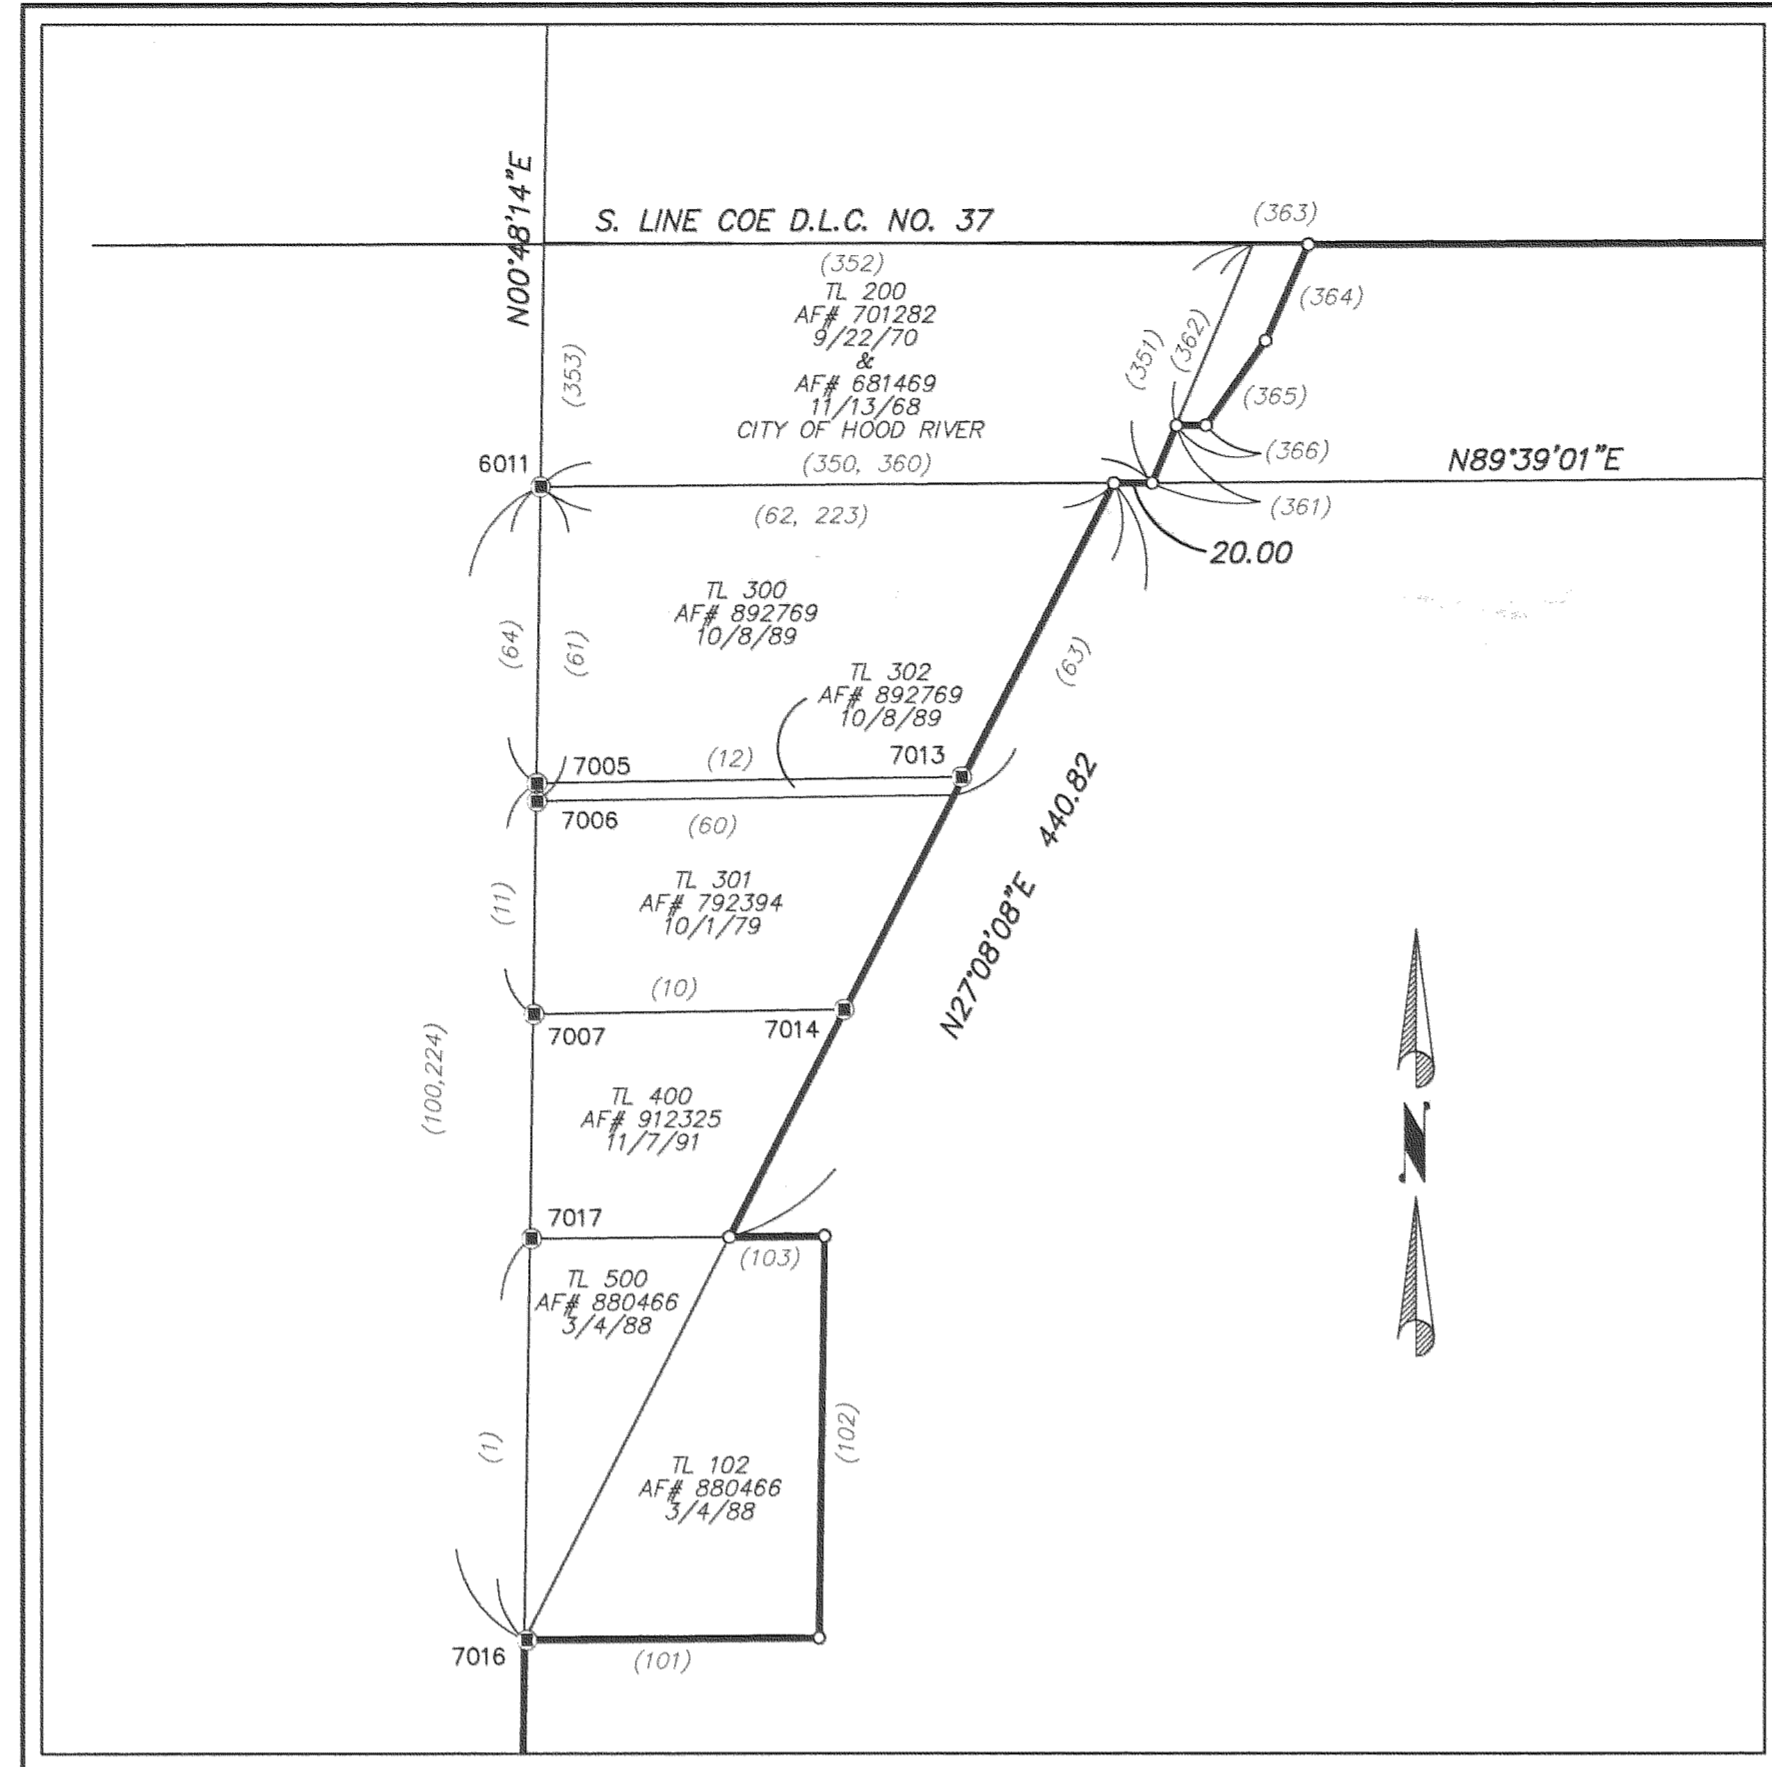 N00°48'14"E
S. LINE COE D.L.C. NO. 37
(363)
(352)
TL 200
AF# 701282
9/22/70
&
AF# 681469
11/13/68
CITY OF HOOD RIVER
(350, 360)
(353)
(351)
(362)
(364)
(365)
(366)
N89°39'01"E
(361)
20.00
6011
(62, 223)
TL 300
AF# 892769
10/8/89
(64)
(61)
(63)
TL 302
AF# 892769
10/8/89
7005
(12)
7013
7006
(60)
N27°08'08"E 440.82
TL 301
AF# 792394
10/1/79
(11)
(10)
7007
7014
(100,224)
TL 400
AF# 912325
11/7/91
7017
(103)
TL 500
AF# 880466
3/4/88
(1)
(102)
TL 102
AF# 880466
3/4/88
7016
(101)
N